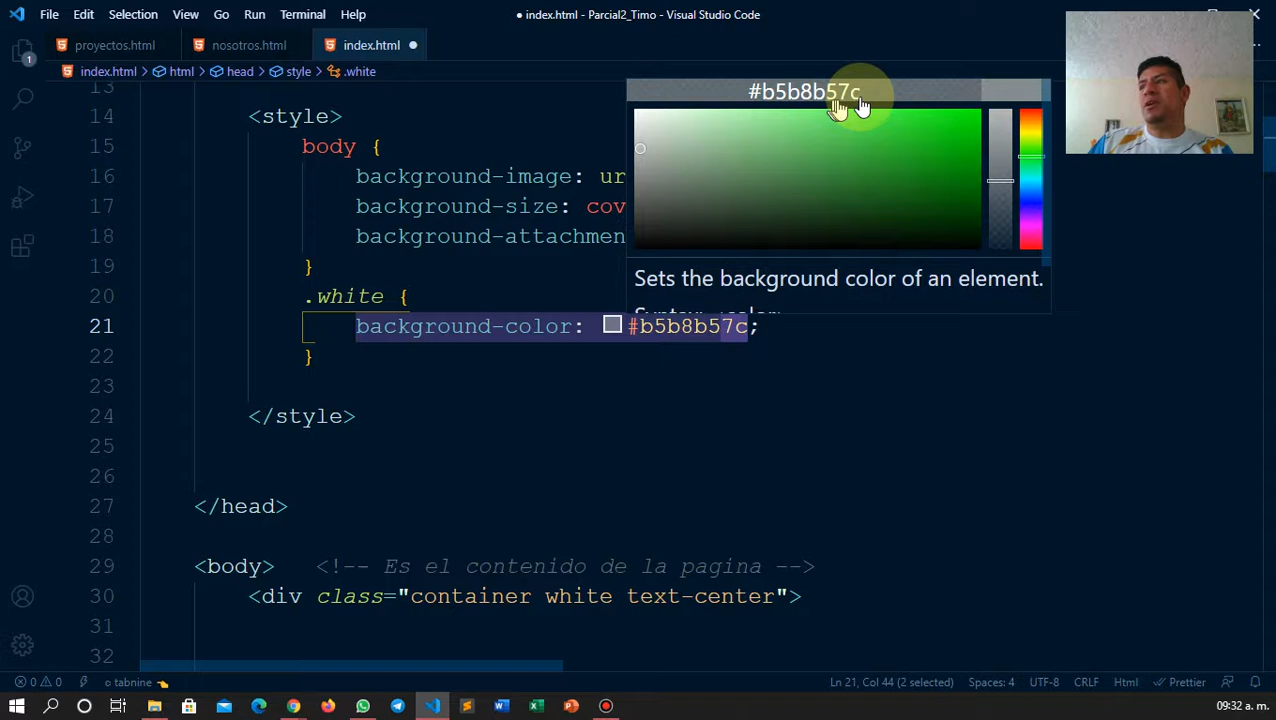 File Edit Selection View Go Run Terminal Help ● index.html - Parcial2_Timo - Visual Studio Code
proyectos.html nosotros.html index.html
index.html > html > head > style > .white
#b5b8b57c
14 <style>
15 body {
16 background-image: ur
17 background-size: cov
18 background-attachmen
19 }
Sets the background color of an element.
20 .white {
21 background-color: #b5b8b57c;
22 }
23
24 </style>
25
26
27 </head>
28
29 <body> <!-- Es el contenido de la pagina -->
30 <div class="container white text-center">
31
32
0 0 tabnine Ln 21, Col 44 (2 selected) Spaces: 4 UTF-8 CRLF Html Prettier
09:32 a. m.